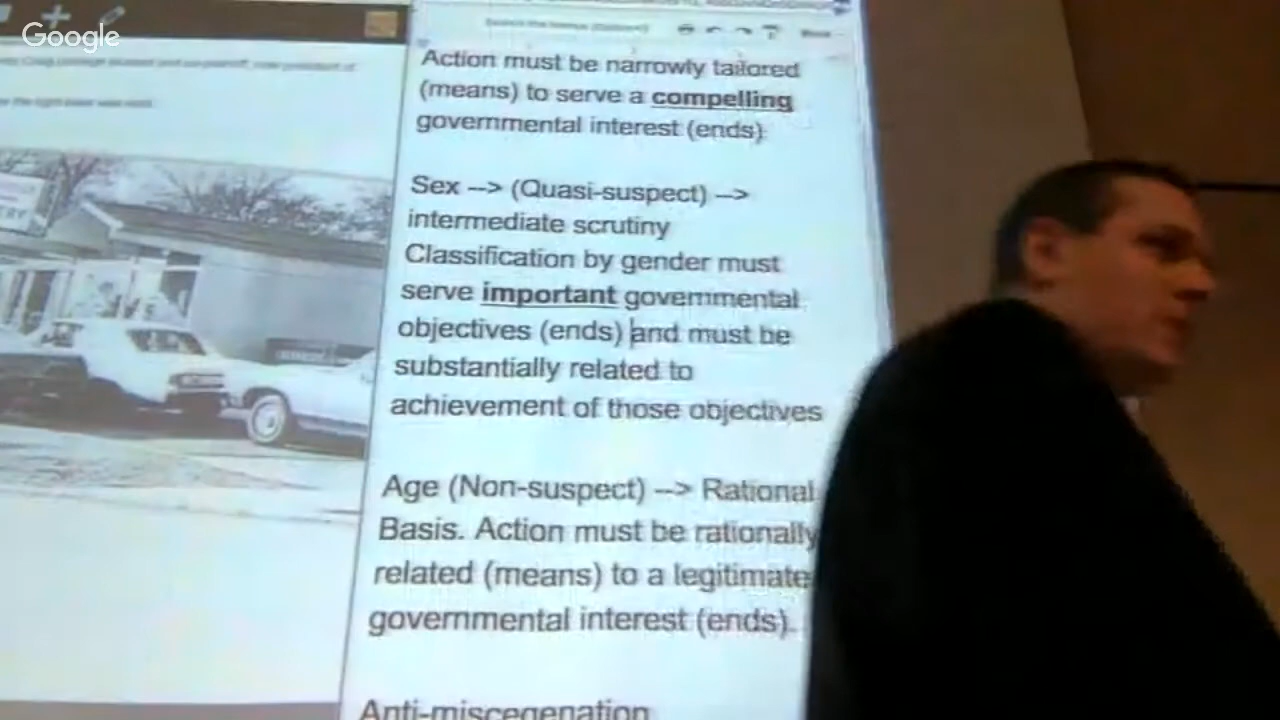 Google
Action must be narrowly tailored
(means) to serve a compelling
governmental interest (ends)
Sex --> (Quasi-suspect) -->
intermediate scrutiny
Classification by gender must
serve important governmental
objectives (ends) and must be
substantially related to
achievement of those objectives
Age (Non-suspect) --> Rational
Basis. Action must be rationally
related (means) to a legitimate
governmental interest (ends).
Anti-miscegenation